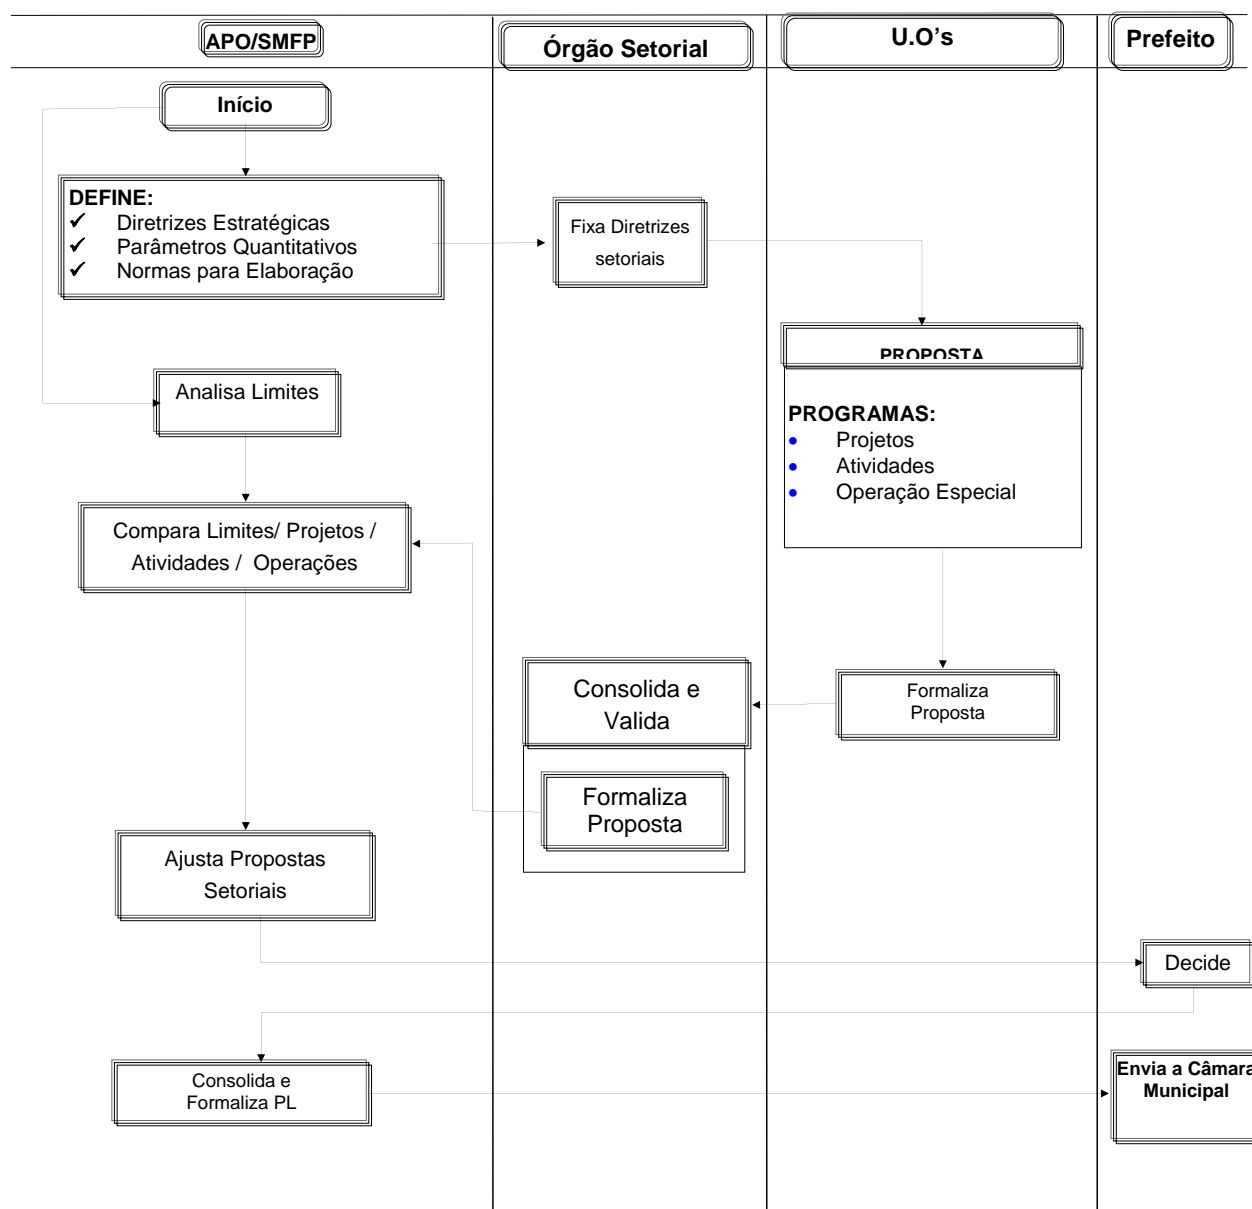 APO/SMFP
Órgão Setorial
U.O's
Prefeito
Início
DEFINE:
✓ Diretrizes Estratégicas
✓ Parâmetros Quantitativos
✓ Normas para Elaboração
Fixa Diretrizes
setoriais
PROPOSTA
PROGRAMAS:
• Projetos
• Atividades
• Operação Especial
Analisa Limites
Compara Limites/ Projetos /
Atividades / Operações
Consolida e
Valida
Formaliza
Proposta
Formaliza
Proposta
Ajusta Propostas
Setoriais
Decide
Consolida e
Formaliza PL
Envia a Câmara
Municipal